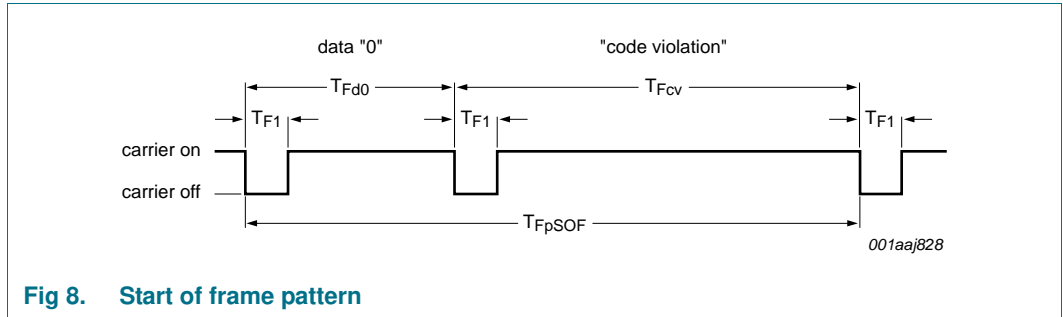 data "0" "code violation"
TFd0 TFcv
TF1 TF1 TF1
carrier on
carrier off
TFpSOF
001aaj828
Fig 8. Start of frame pattern